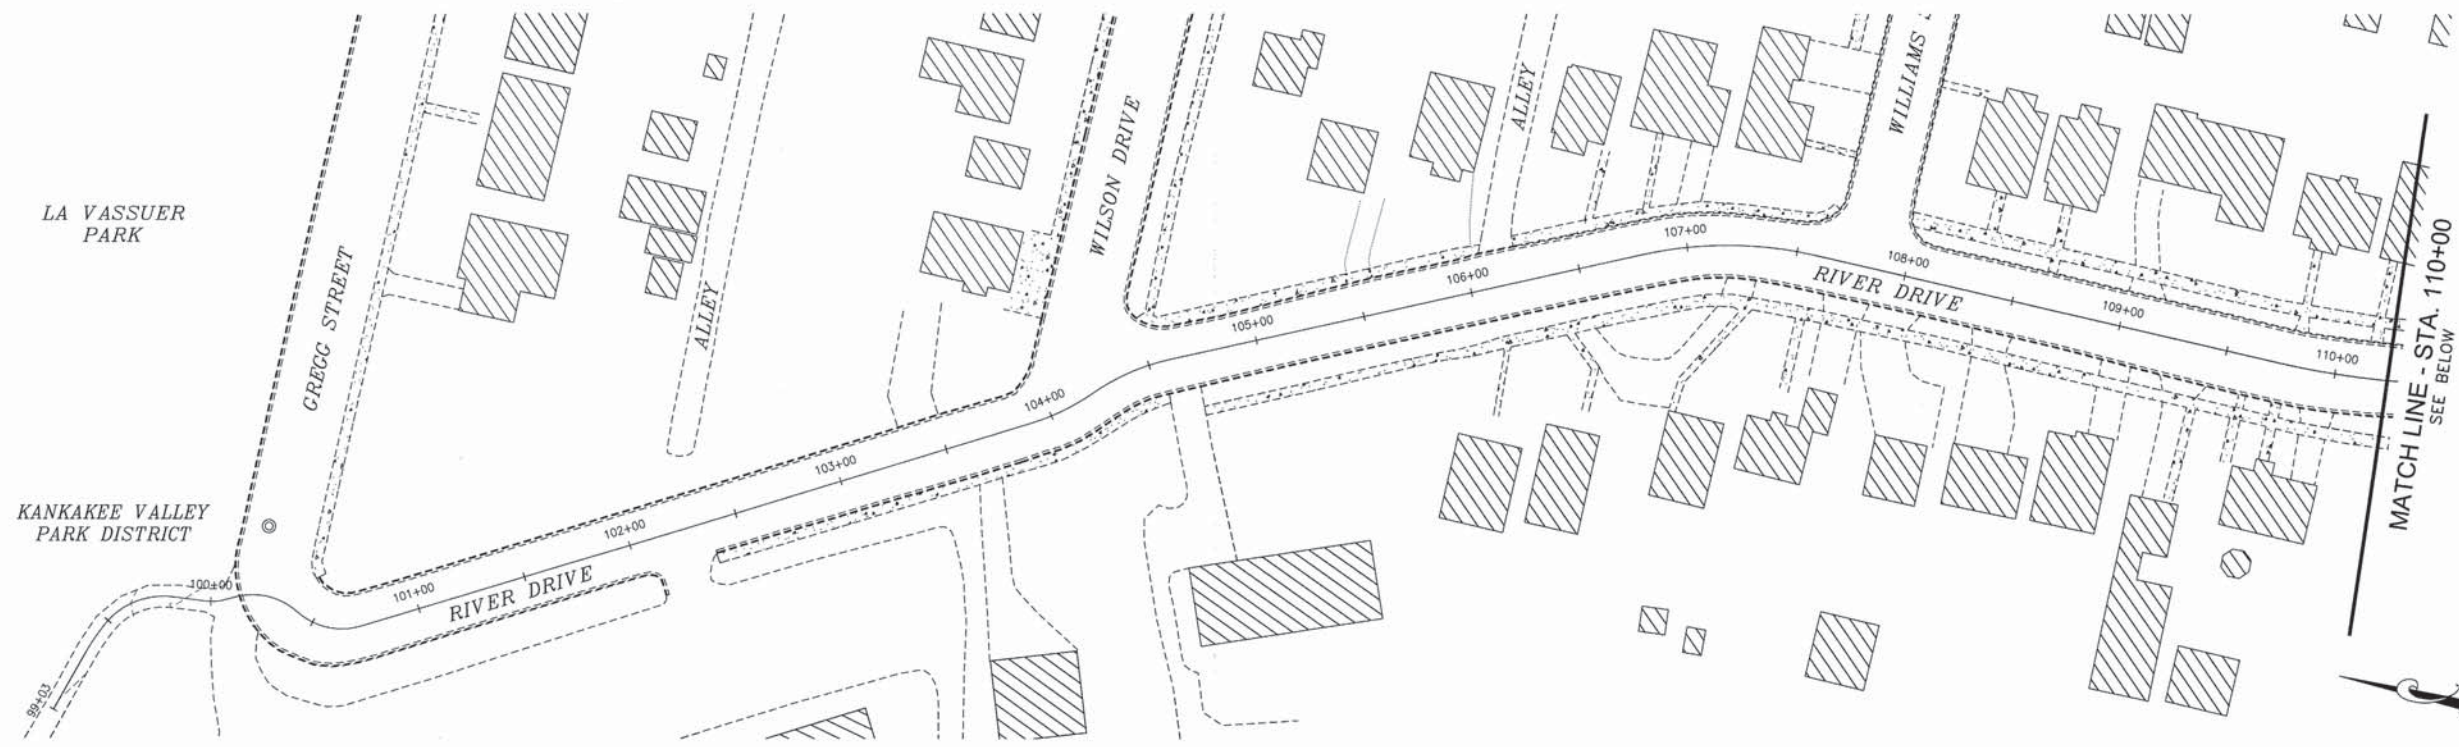 LA VASSUER
PARK
KANKAKEE VALLEY
PARK DISTRICT
GREGG STREET
ALLEY
WILSON DRIVE
ALLEY
WILLIAMS
99+03
100+00
101+00
RIVER DRIVE
102+00
103+00
104+00
105+00
106+00
107+00
108+00
RIVER DRIVE
109+00
110+00
MATCH LINE - STA. 110+00
SEE BELOW